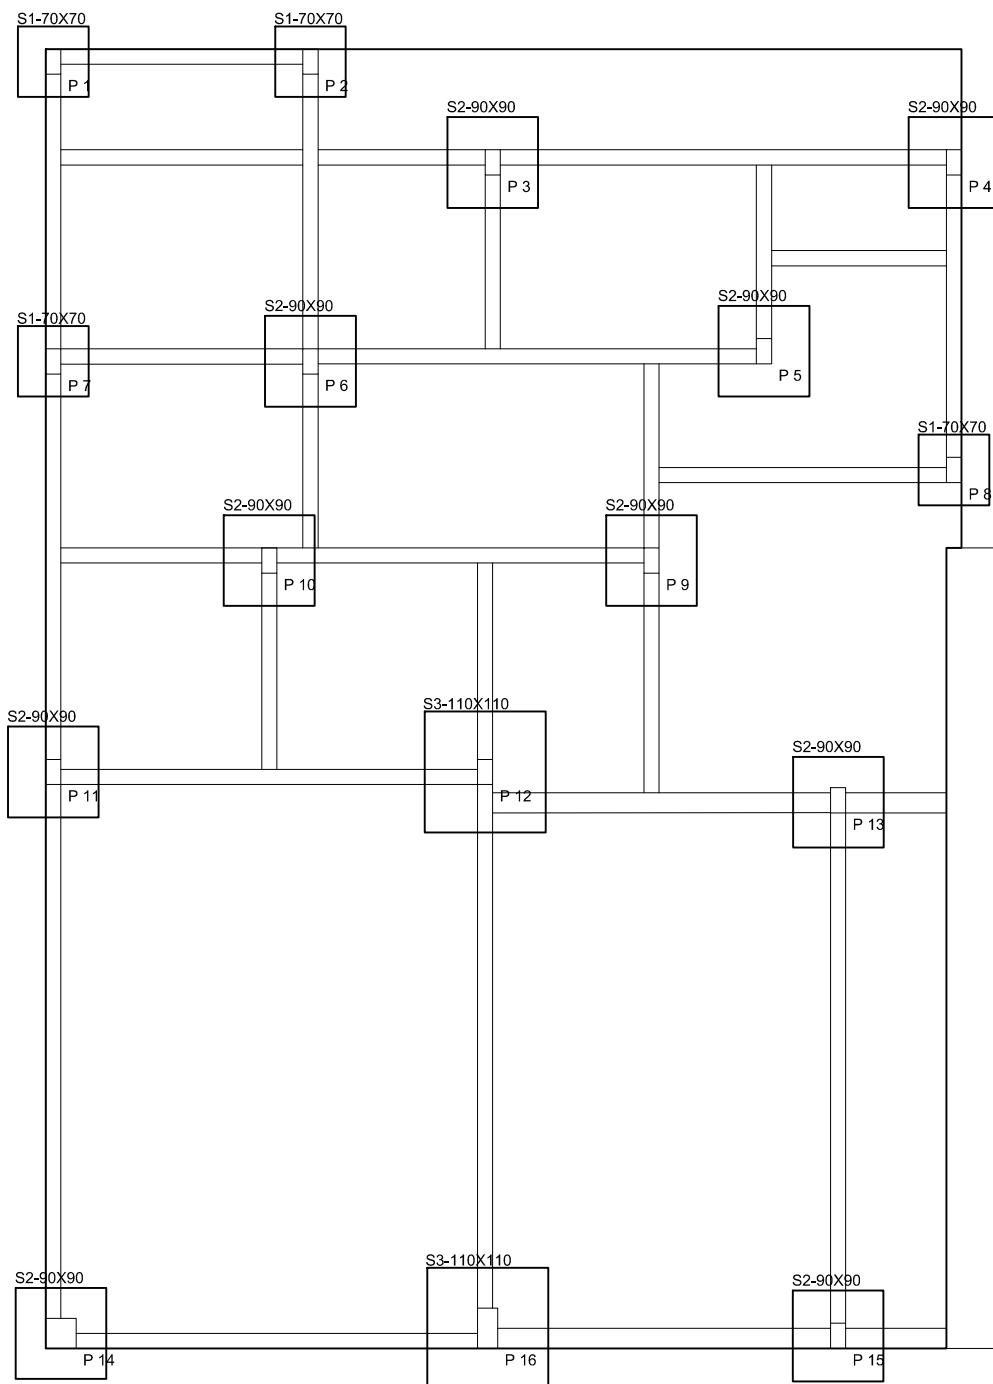 S1-70X70
S1-70X70
P 1
P 2
S2-90X90
S2-90X90
P 3
P 4
S1-70X70
S2-90X90
S2-90X90
P 7
P 6
P 5
S1-70X70
P 8
S2-90X90
S2-90X90
P 10
P 9
S2-90X90
S3-110X110
S2-90X90
P 11
P 12
P 13
S2-90X90
S3-110X110
S2-90X90
P 14
P 16
P 15